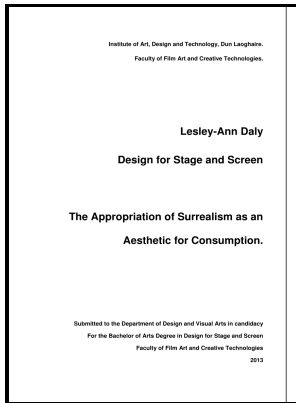 Institute of Art, Design and Technology, Dun Laoghaire.
Faculty of Film Art and Creative Technologies.
Lesley-Ann Daly
Design for Stage and Screen
The Appropriation of Surrealism as an
Aesthetic for Consumption.
Submitted to the Department of Design and Visual Arts in candidacy
For the Bachelor of Arts Degree in Design for Stage and Screen
Faculty of Film Art and Creative Technologies
2013